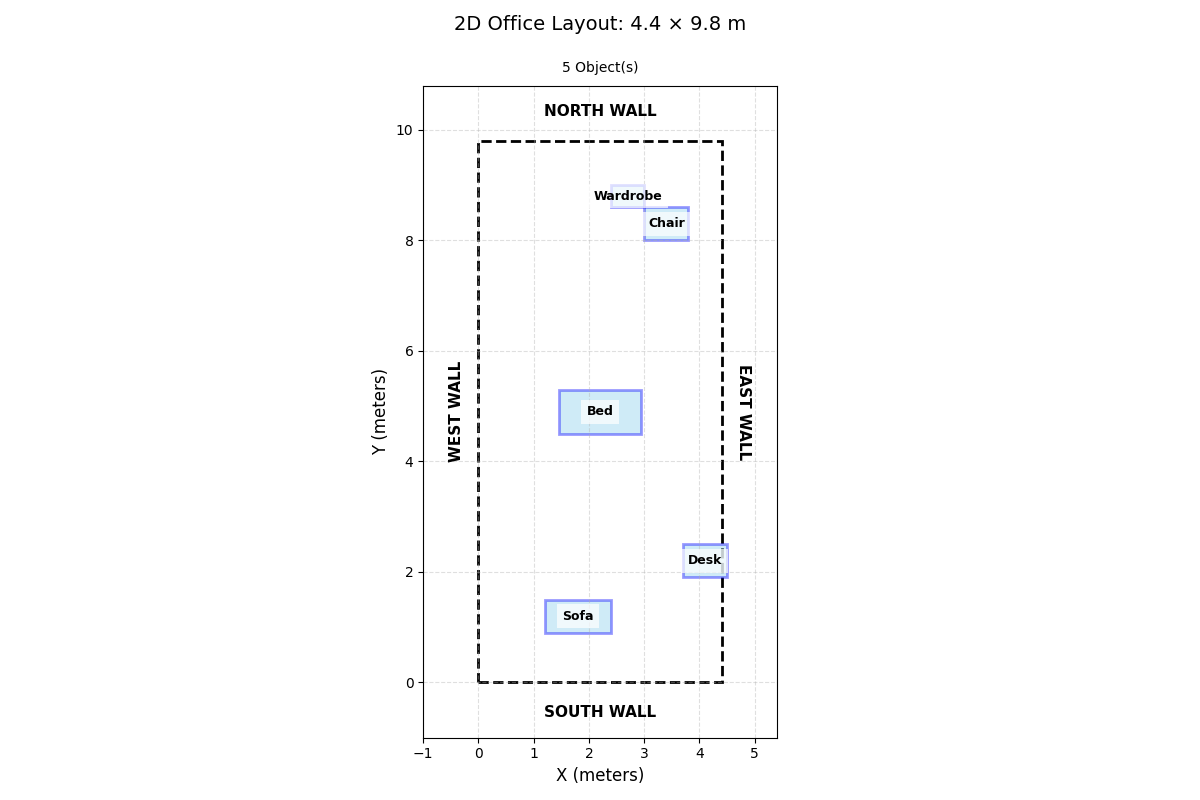 2D Office Layout: 4.4 × 9.8 m
5 Object(s)
NORTH WALL
Wardrobe
Chair
Bed
Desk
Sofa
WEST WALL
EAST WALL
SOUTH WALL
Y (meters)
10
8
6
4
2
0
−1 0 1 2 3 4 5
X (meters)